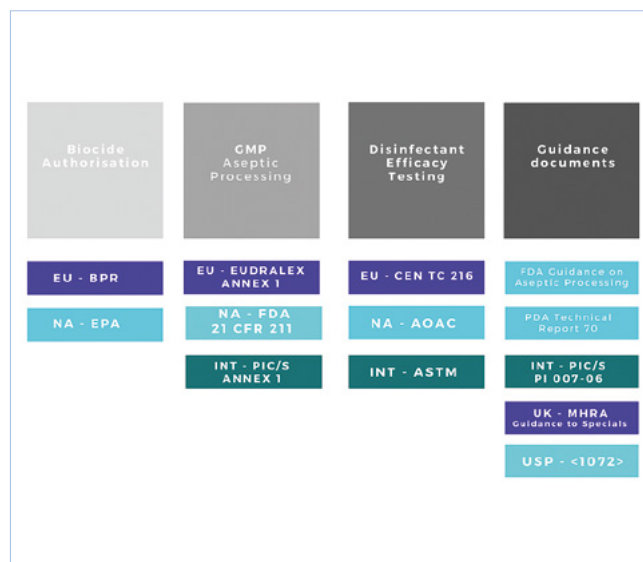 Biocide
Authorisation
GMP
Aseptic
Processing
Disinfectant
Efficacy
Testing
Guidance
documents
EU - BPR
NA - EPA
EU - EUDRALEX
ANNEX 1
NA - FDA
21 CFR 211
INT - PIC/S
ANNEX 1
EU - CEN TC 216
NA - AOAC
INT - ASTM
FDA Guidance on
Aseptic Processing
PDA Technical
Report 70
INT - PIC/S
PI 007-06
UK - MHRA
Guidance to Specials
USP - <1072>